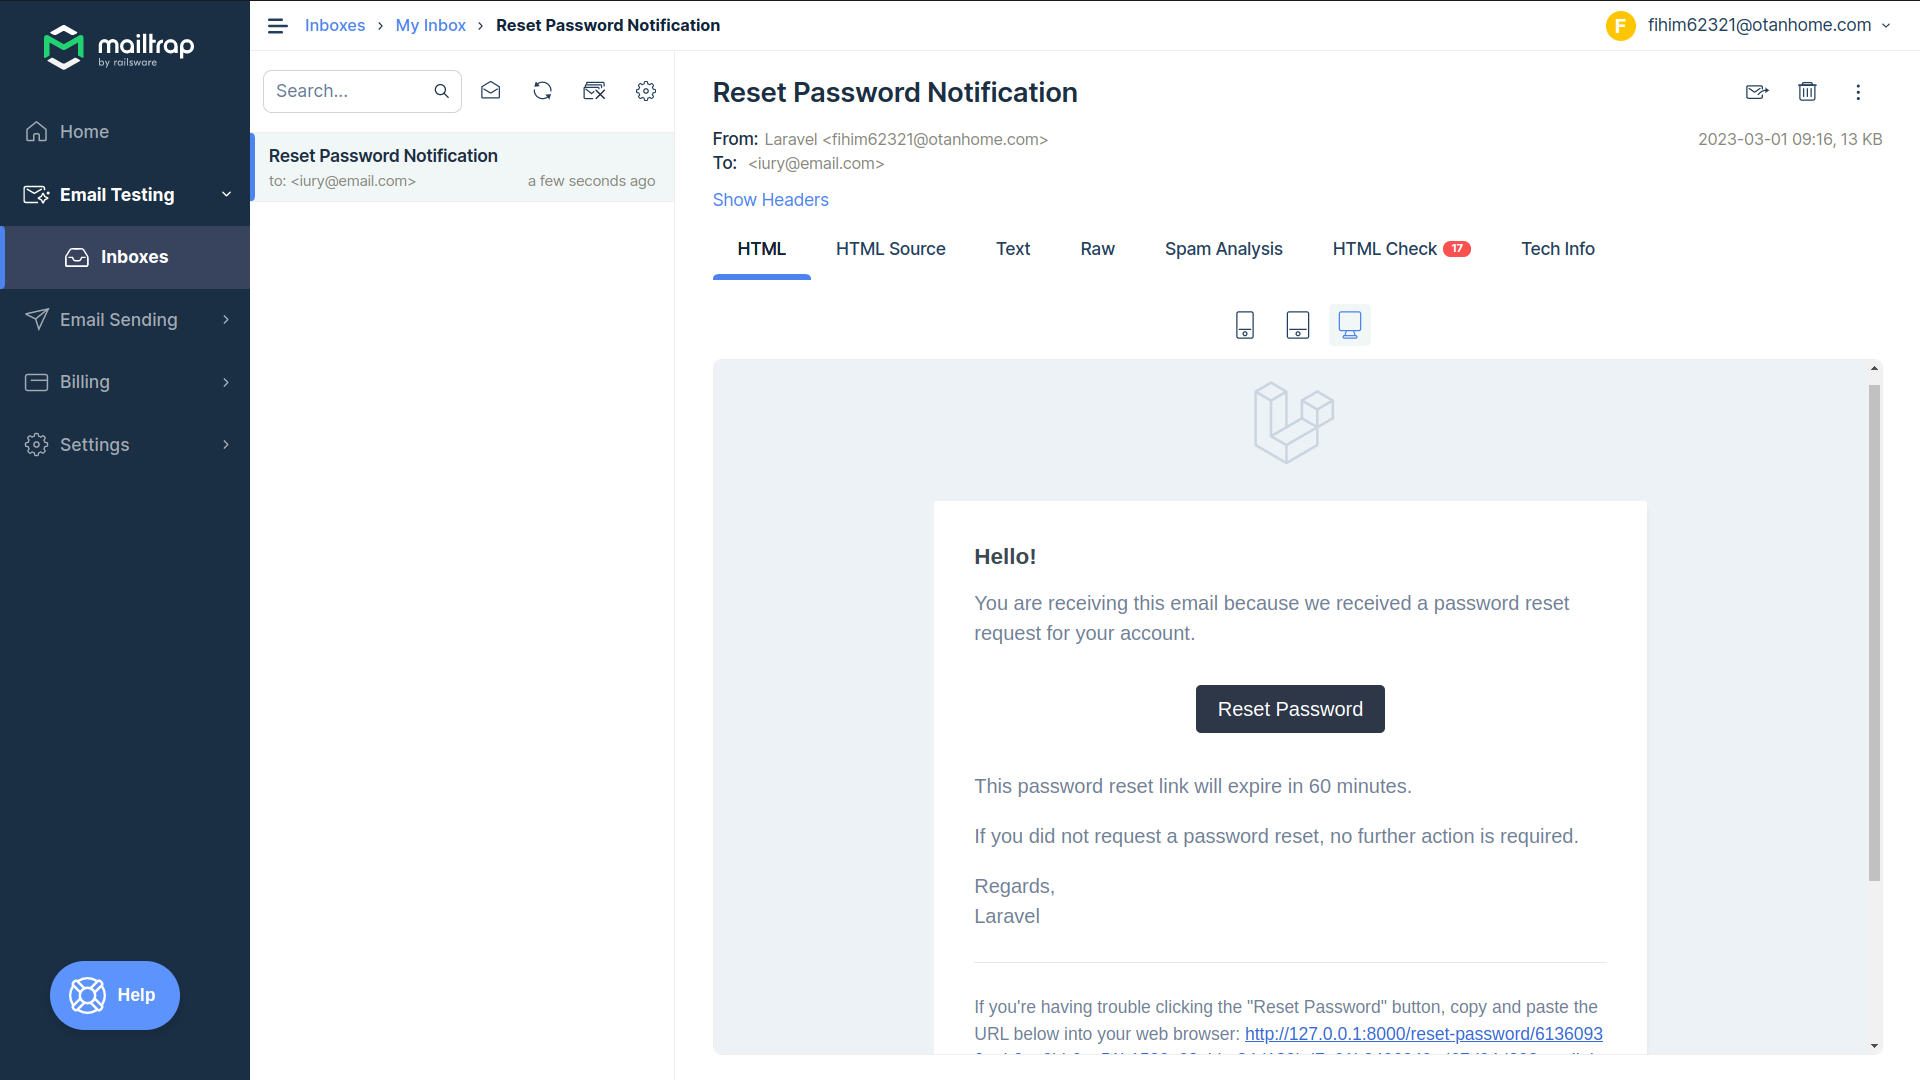 mailtrap
by railsware
Home
Email Testing
Inboxes
Email Sending
Billing
Settings
Help
Inboxes › My Inbox › Reset Password Notification
F fihim62321@otanhome.com
Search...
Reset Password Notification
to: <iury@email.com> a few seconds ago
Reset Password Notification
From: Laravel <fihim62321@otanhome.com> 2023-03-01 09:16, 13 KB
To: <iury@email.com>
Show Headers
HTML HTML Source Text Raw Spam Analysis HTML Check 17 Tech Info
Hello!
You are receiving this email because we received a password reset
request for your account.
Reset Password
This password reset link will expire in 60 minutes.
If you did not request a password reset, no further action is required.
Regards,
Laravel
If you're having trouble clicking the "Reset Password" button, copy and paste the
URL below into your web browser: http://127.0.0.1:8000/reset-password/6136093